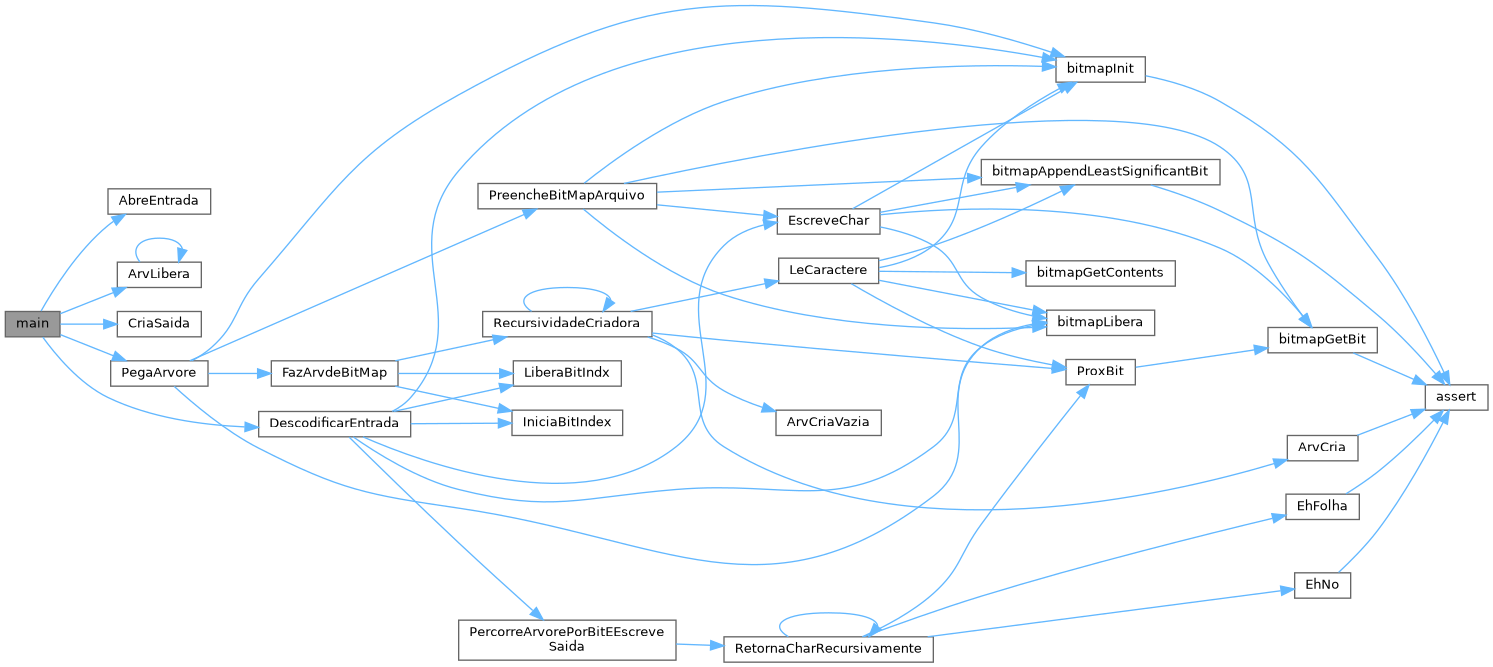 main
AbreEntrada
ArvLibera
CriaSaida
PegaArvore
DescodificarEntrada
PreencheBitMapArquivo
FazArvdeBitMap
RecursividadeCriadora
LiberaBitIndx
IniciaBitIndex
PercorreArvorePorBitEEscreve
Saida
EscreveChar
LeCaractere
ArvCriaVazia
RetornaCharRecursivamente
bitmapInit
bitmapAppendLeastSignificantBit
bitmapGetContents
bitmapLibera
ProxBit
bitmapGetBit
ArvCria
EhFolha
EhNo
assert